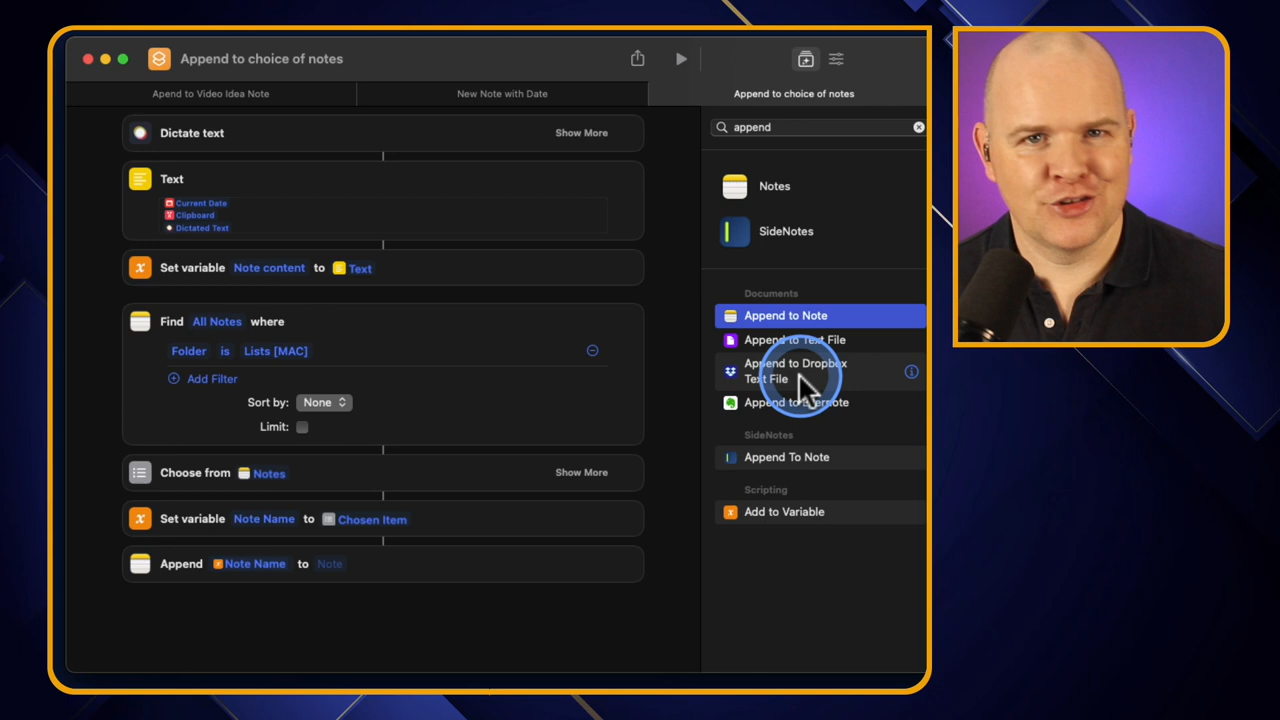 Append to choice of notes
Apend to Video Idea Note
New Note with Date
Append to choice of notes
Dictate text
Show More
Text
Current Date
Clipboard
Dictated Text
Set variable Note content to Text
Find All Notes where
Folder is Lists [MAC]
Add Filter
Sort by: None
Limit:
Choose from Notes
Show More
Set variable Note Name to Chosen Item
Append Note Name to Note
append
Notes
SideNotes
Documents
Append to Note
Append to Text File
Append to Dropbox
Text File
Append to Evernote
SideNotes
Append To Note
Scripting
Add to Variable